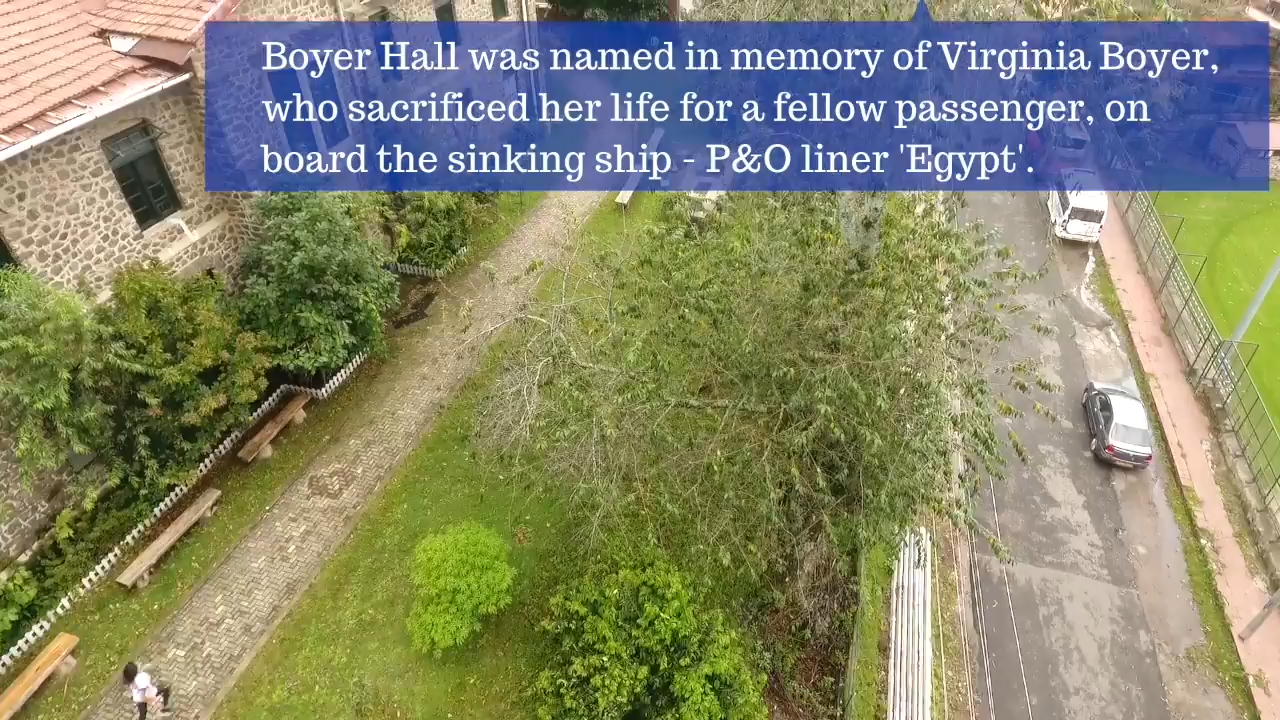 Boyer Hall was named in memory of Virginia Boyer,
who sacrificed her life for a fellow passenger, on
board the sinking ship - P&O liner 'Egypt'.